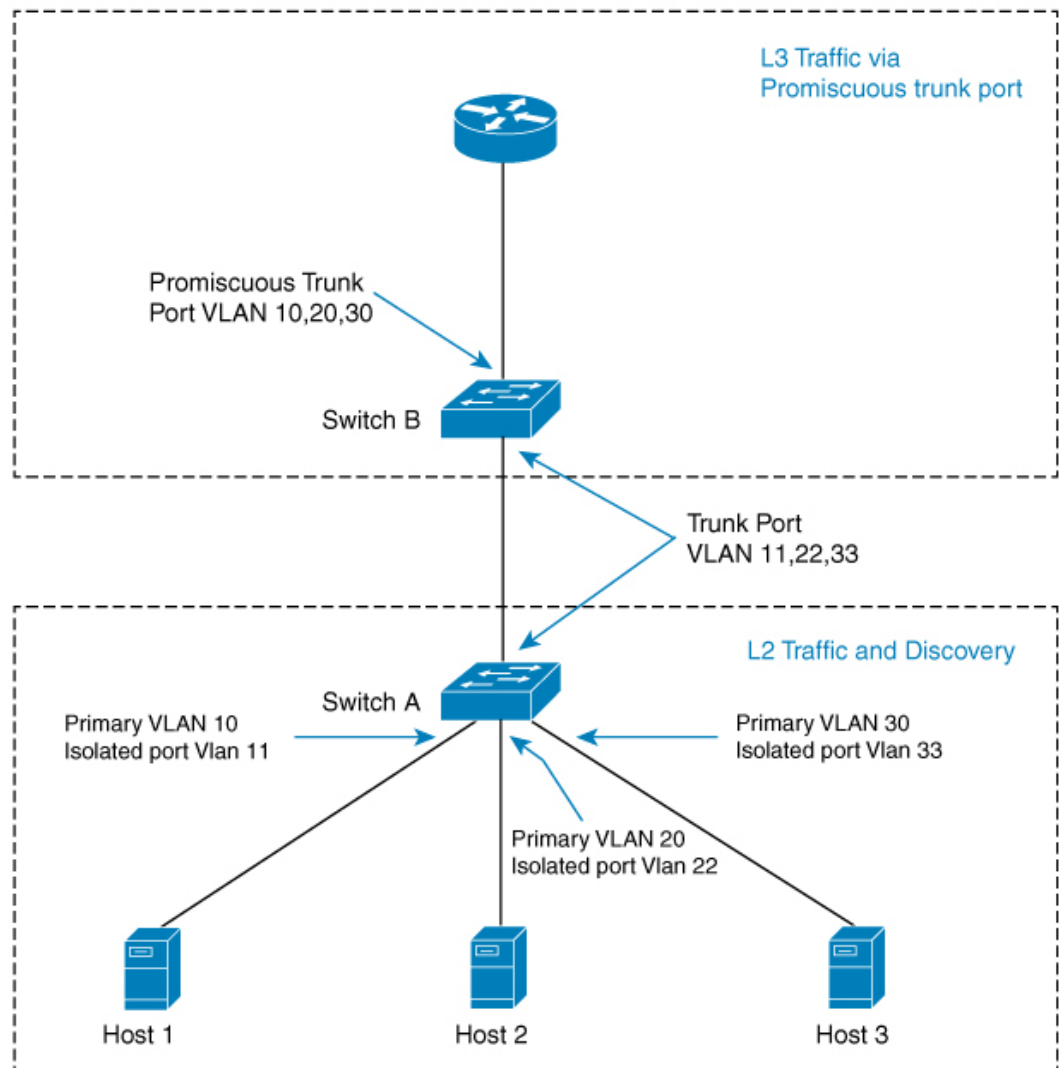 L3 Traffic via
Promiscuous trunk port
Promiscuous Trunk
Port VLAN 10,20,30
Switch B
Trunk Port
VLAN 11,22,33
L2 Traffic and Discovery
Switch A
Primary VLAN 10
Isolated port Vlan 11
Primary VLAN 30
Isolated port Vlan 33
Primary VLAN 20
Isolated port Vlan 22
Host 1
Host 2
Host 3